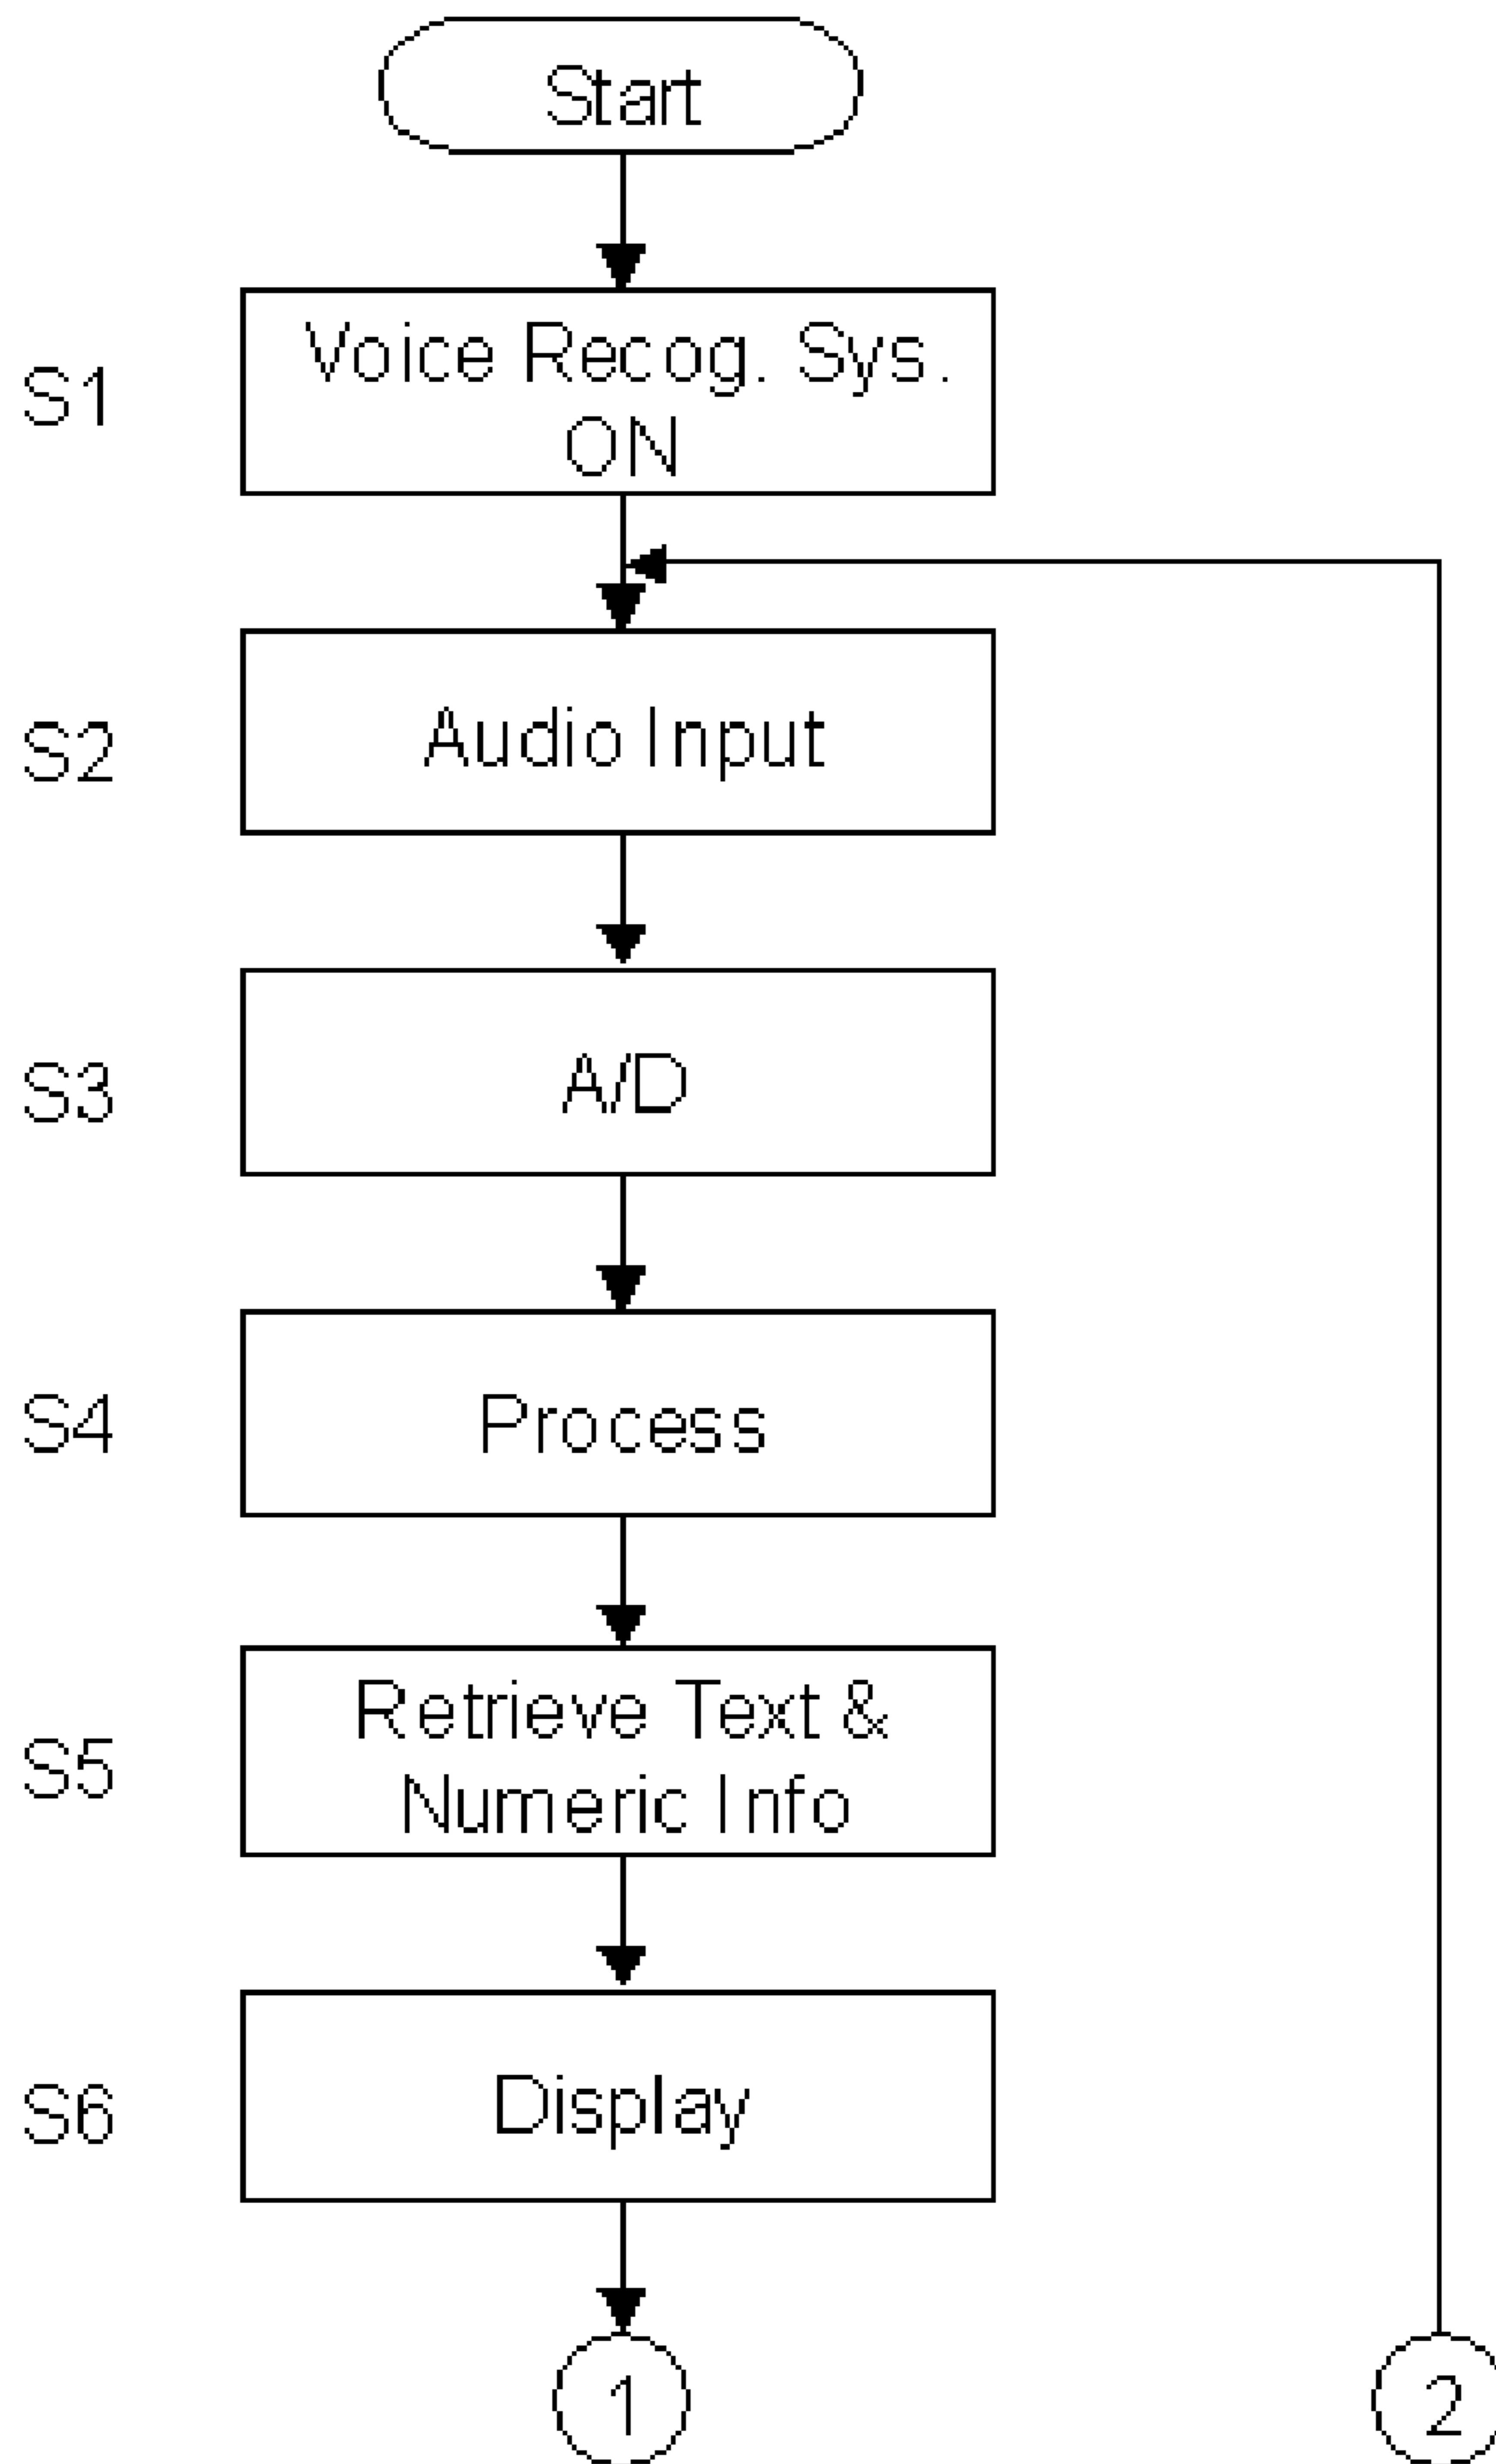 Start
S1
Voice Recog. Sys.
ON
S2
Audio Input
S3
A/D
S4
Process
S5
Retrieve Text &
Numeric Info
S6
Display
1
2